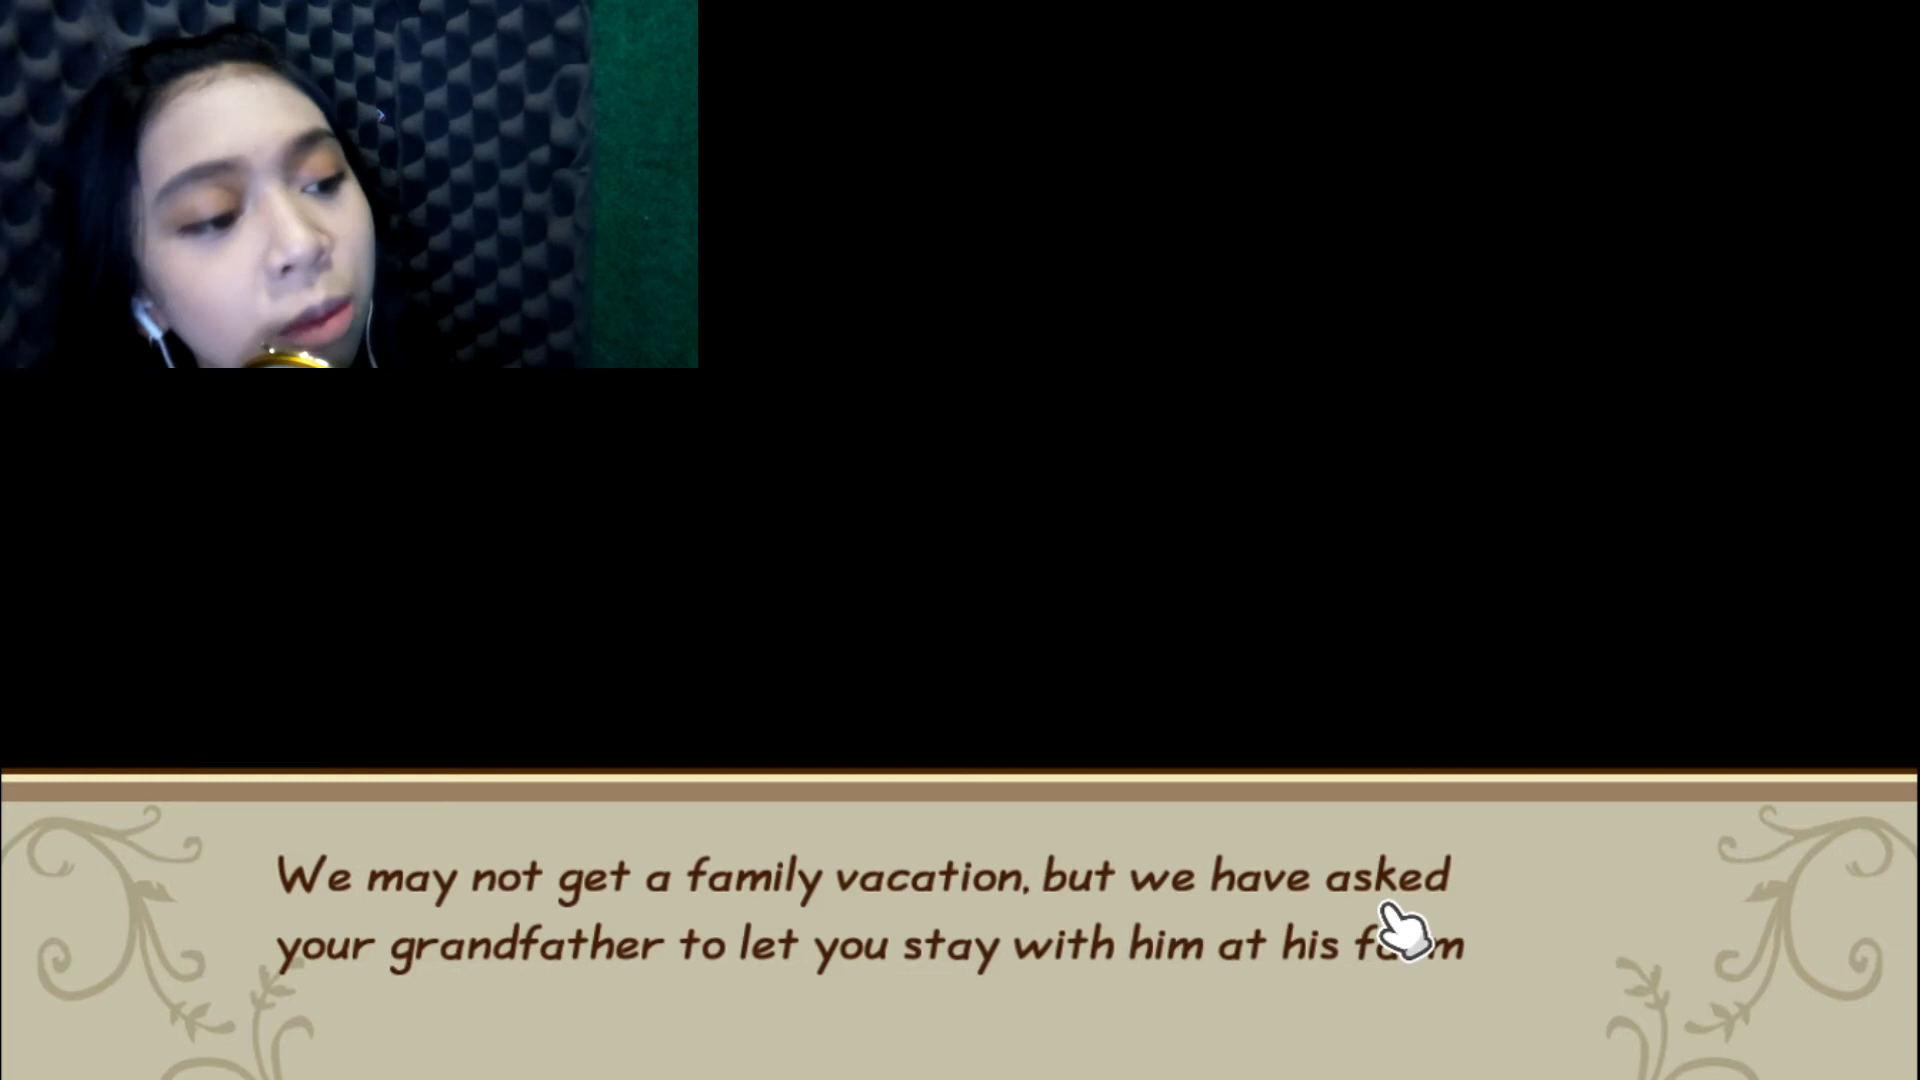 We may not get a family vacation, but we have asked
your grandfather to let you stay with him at his farm